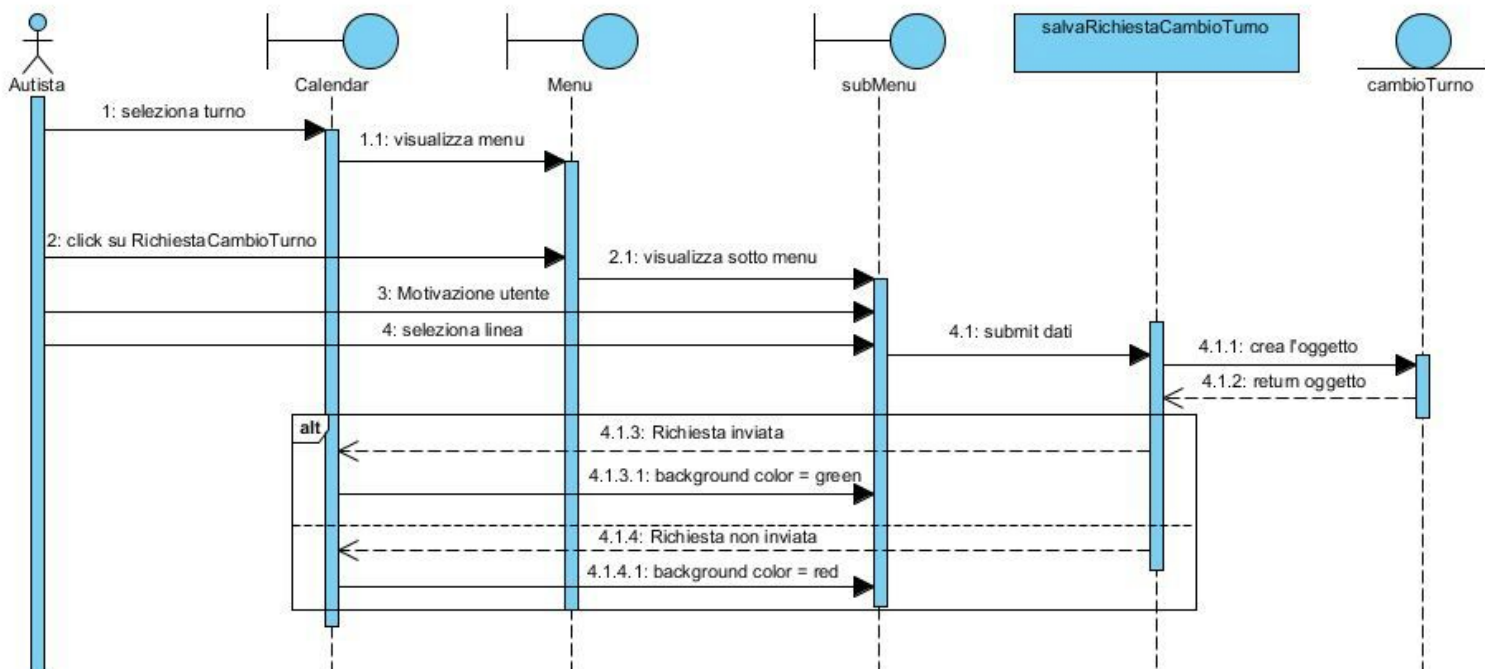 salvaRichiestaCambioTurno
Autista
Calendar
Menu
subMenu
cambioTurno
1: seleziona turno
1.1: visualizza menu
2: click su RichiestaCambioTurno
2.1: visualizza sotto menu
3: Motivazione utente
4: seleziona linea
4.1: submit dati
4.1.1: crea l'oggetto
4.1.2: return oggetto
alt
4.1.3: Richiesta inviata
4.1.3.1: background color = green
4.1.4: Richiesta non inviata
4.1.4.1: background color = red